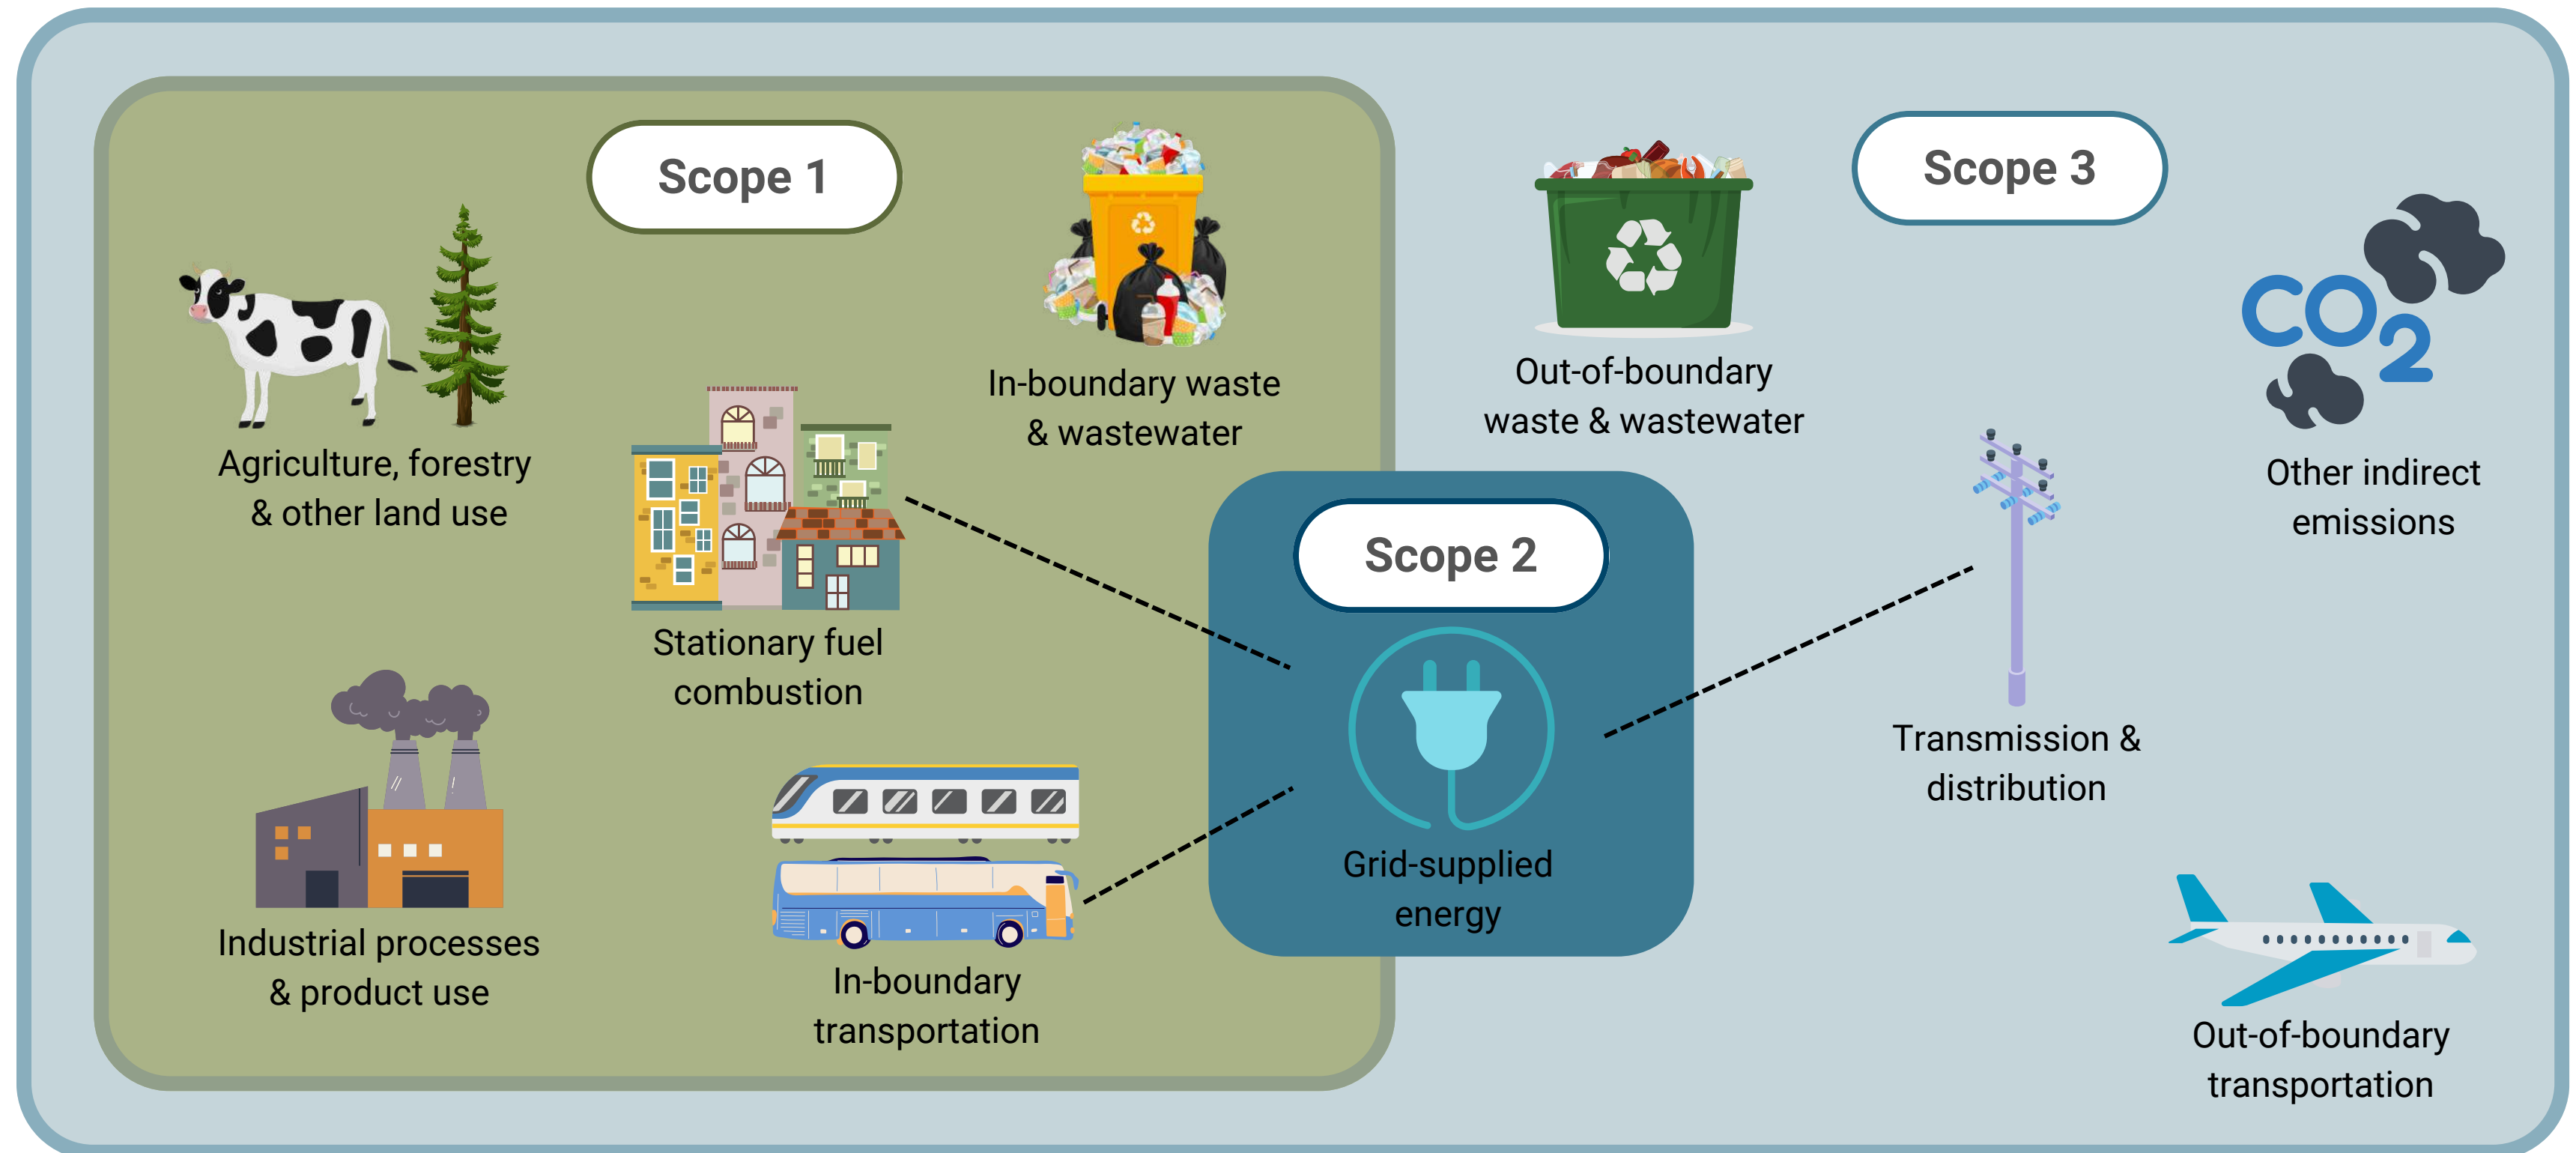 Scope 1
Agriculture, forestry
& other land use
Stationary fuel
combustion
In-boundary waste
& wastewater
Industrial processes
& product use
In-boundary
transportation
Scope 2
Grid-supplied
energy
Scope 3
Out-of-boundary
waste & wastewater
CO2
Other indirect
emissions
Transmission &
distribution
Out-of-boundary
transportation